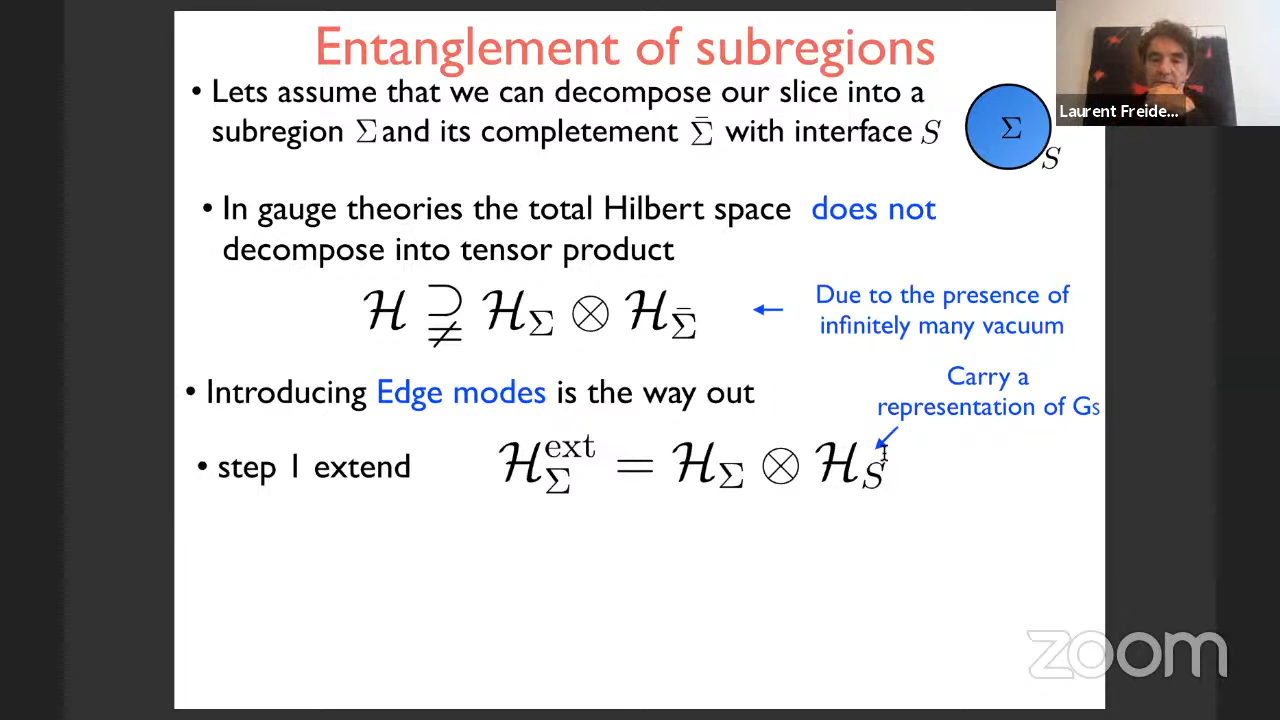 Entanglement of subregions
• Lets assume that we can decompose our slice into a
subregion Σ and its completement Σ̄ with interface S
Σ
S
Laurent Freide...
• In gauge theories the total Hilbert space does not
decompose into tensor product
ℋ ⊋ ℋ_Σ ⊗ ℋ_Σ̄
Due to the presence of
infinitely many vacuum
• Introducing Edge modes is the way out
Carry a
representation of Gs
• step 1 extend
ℋ_Σ^ext = ℋ_Σ ⊗ ℋ_S
zoom